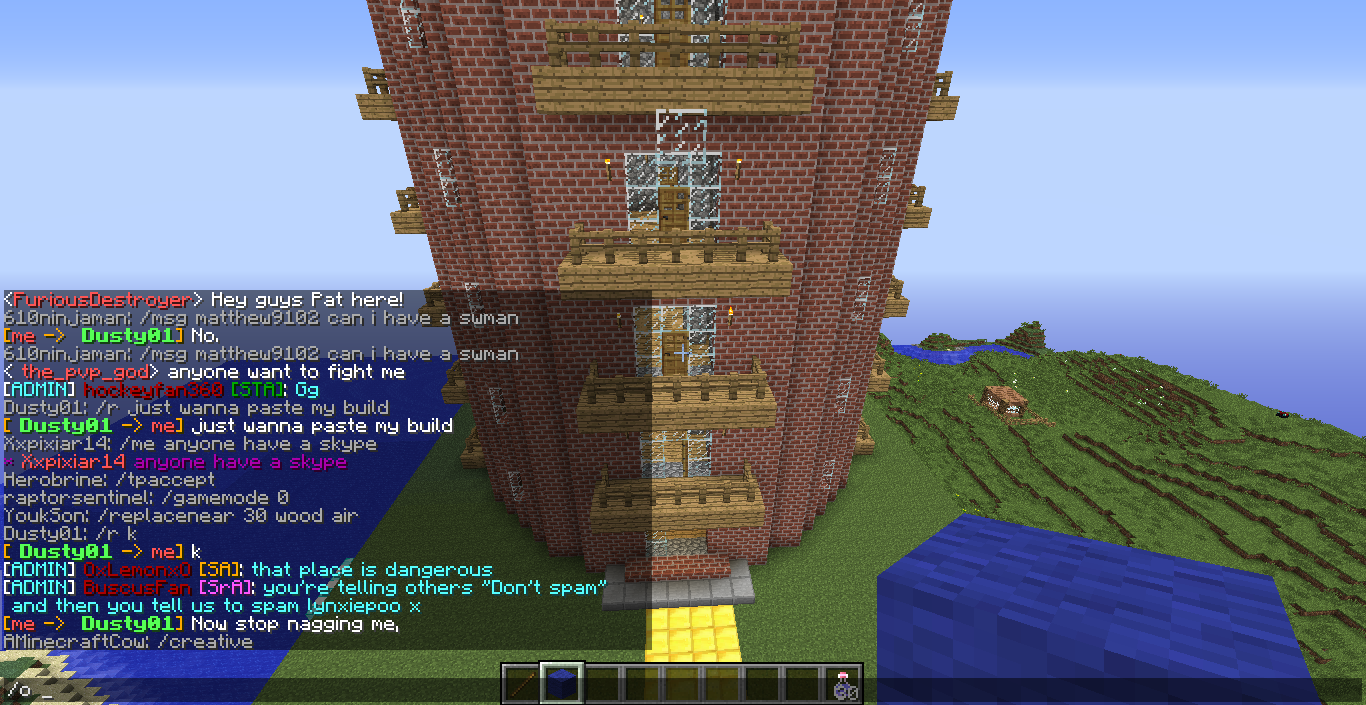 <FuriousDestroyer> Hey guys Pat here!
610ninjaman: /msg matthew9102 can i have a swman
[me -> Dusty01] No.
610ninjaman: /msg matthew9102 can i have a swman
< the_pvp_god> anyone want to fight me
[ADMIN] hockeyfan360 [STA]: Gg
Dusty01: /r just wanna paste my build
[ Dusty01 -> me] just wanna paste my build
Xxpixiar14: /me anyone have a skype
* Xxpixiar14 anyone have a skype
Herobrine: /tpaccept
raptorsentinel: /gamemode 0
YoukSon: /replacenear 30 wood air
Dusty01: /r k
[ Dusty01 -> me] k
[ADMIN] 0xLemonx0 [SA]: that place is dangerous
[ADMIN] BuscusFan [SrA]: you're telling others "Don't spam"
and then you tell us to spam lynxiepoo x
[me -> Dusty01] Now stop nagging me,
AMinecraftCow: /creative
/o _